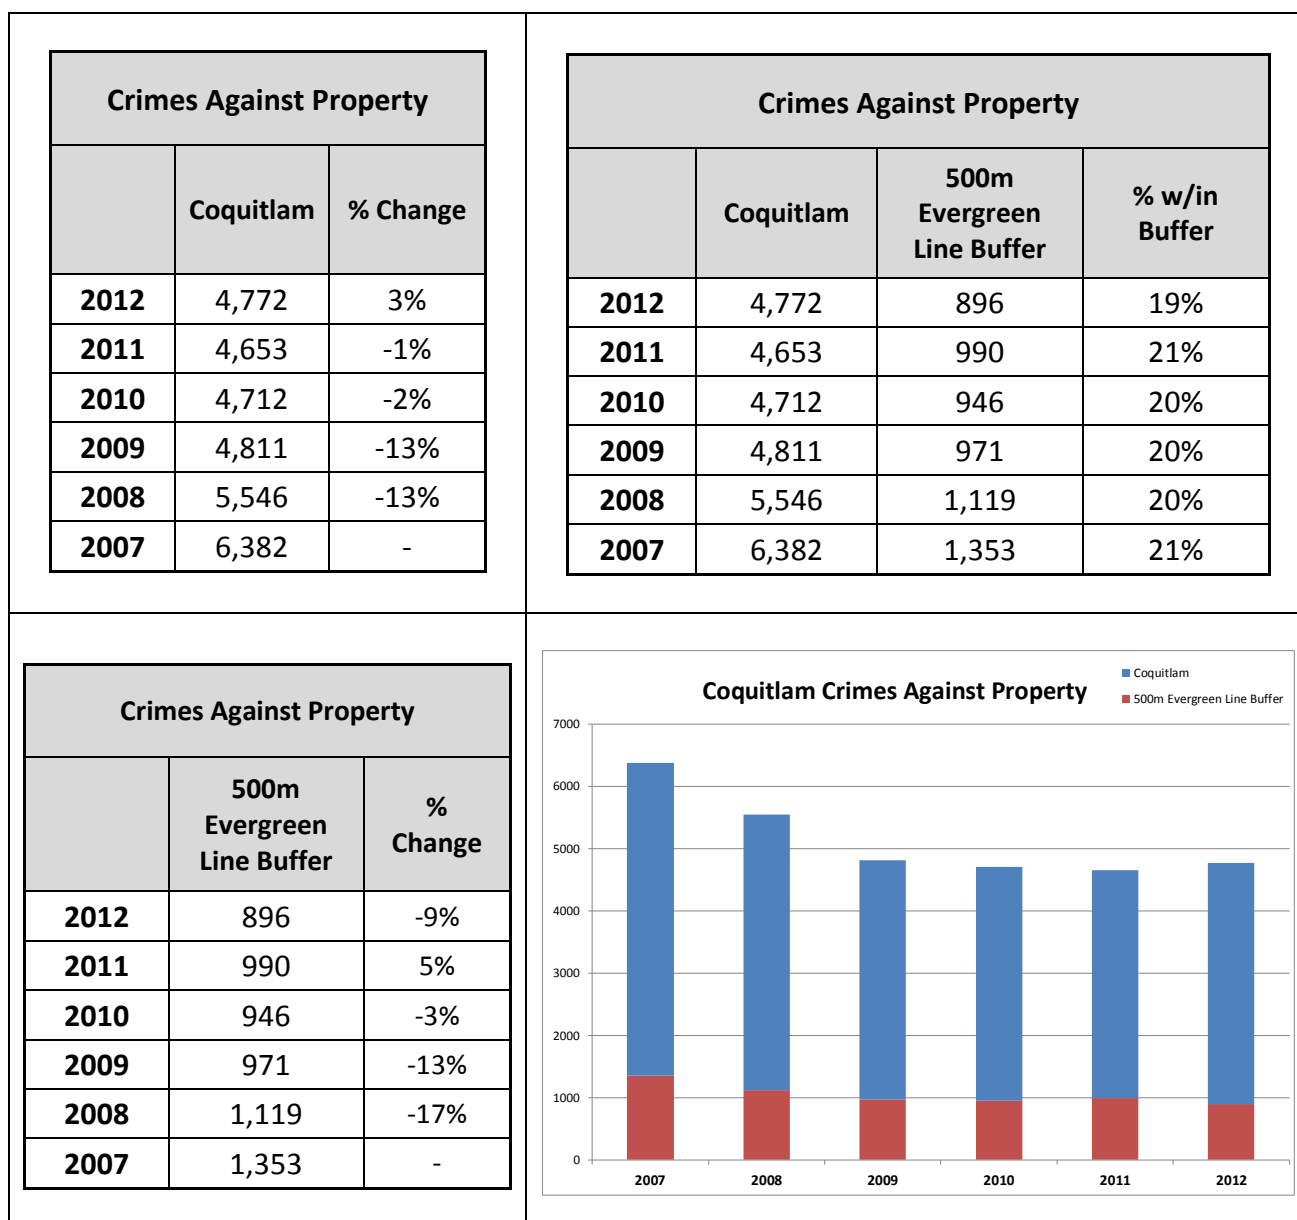 Crimes Against Property
Coquitlam % Change
2012 4,772 3%
2011 4,653 -1%
2010 4,712 -2%
2009 4,811 -13%
2008 5,546 -13%
2007 6,382 -
Crimes Against Property
Coquitlam
500m
Evergreen
Line Buffer
% w/in
Buffer
2012 4,772 896 19%
2011 4,653 990 21%
2010 4,712 946 20%
2009 4,811 971 20%
2008 5,546 1,119 20%
2007 6,382 1,353 21%
Crimes Against Property
500m
Evergreen
Line Buffer
%
Change
2012 896 -9%
2011 990 5%
2010 946 -3%
2009 971 -13%
2008 1,119 -17%
2007 1,353 -
Coquitlam Crimes Against Property
Coquitlam
500m Evergreen Line Buffer
7000
6000
5000
4000
3000
2000
1000
0
2007 2008 2009 2010 2011 2012